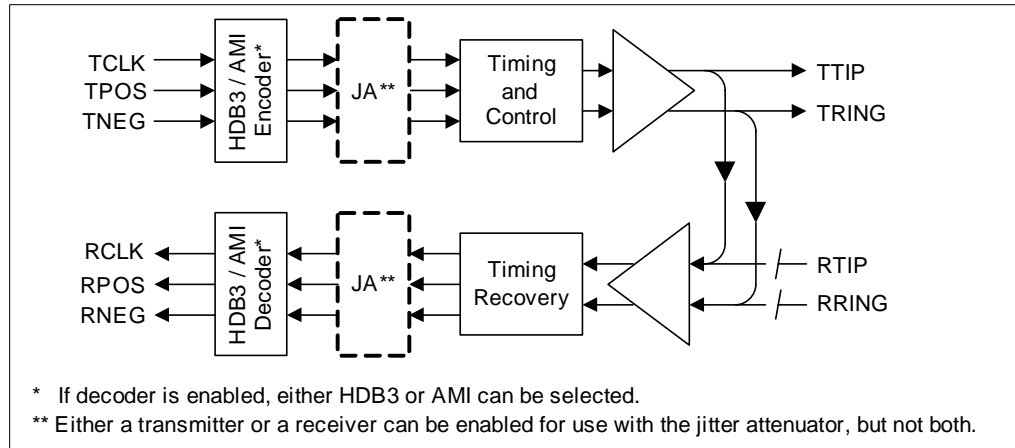 TCLK
TPOS
TNEG
HDB3 / AMI
Encoder*
JA**
Timing
and
Control
TTIP
TRING
RCLK
RPOS
RNEG
HDB3 / AMI
Decoder*
JA**
Timing
Recovery
RTIP
RRING
* If decoder is enabled, either HDB3 or AMI can be selected.
** Either a transmitter or a receiver can be enabled for use with the jitter attenuator, but not both.